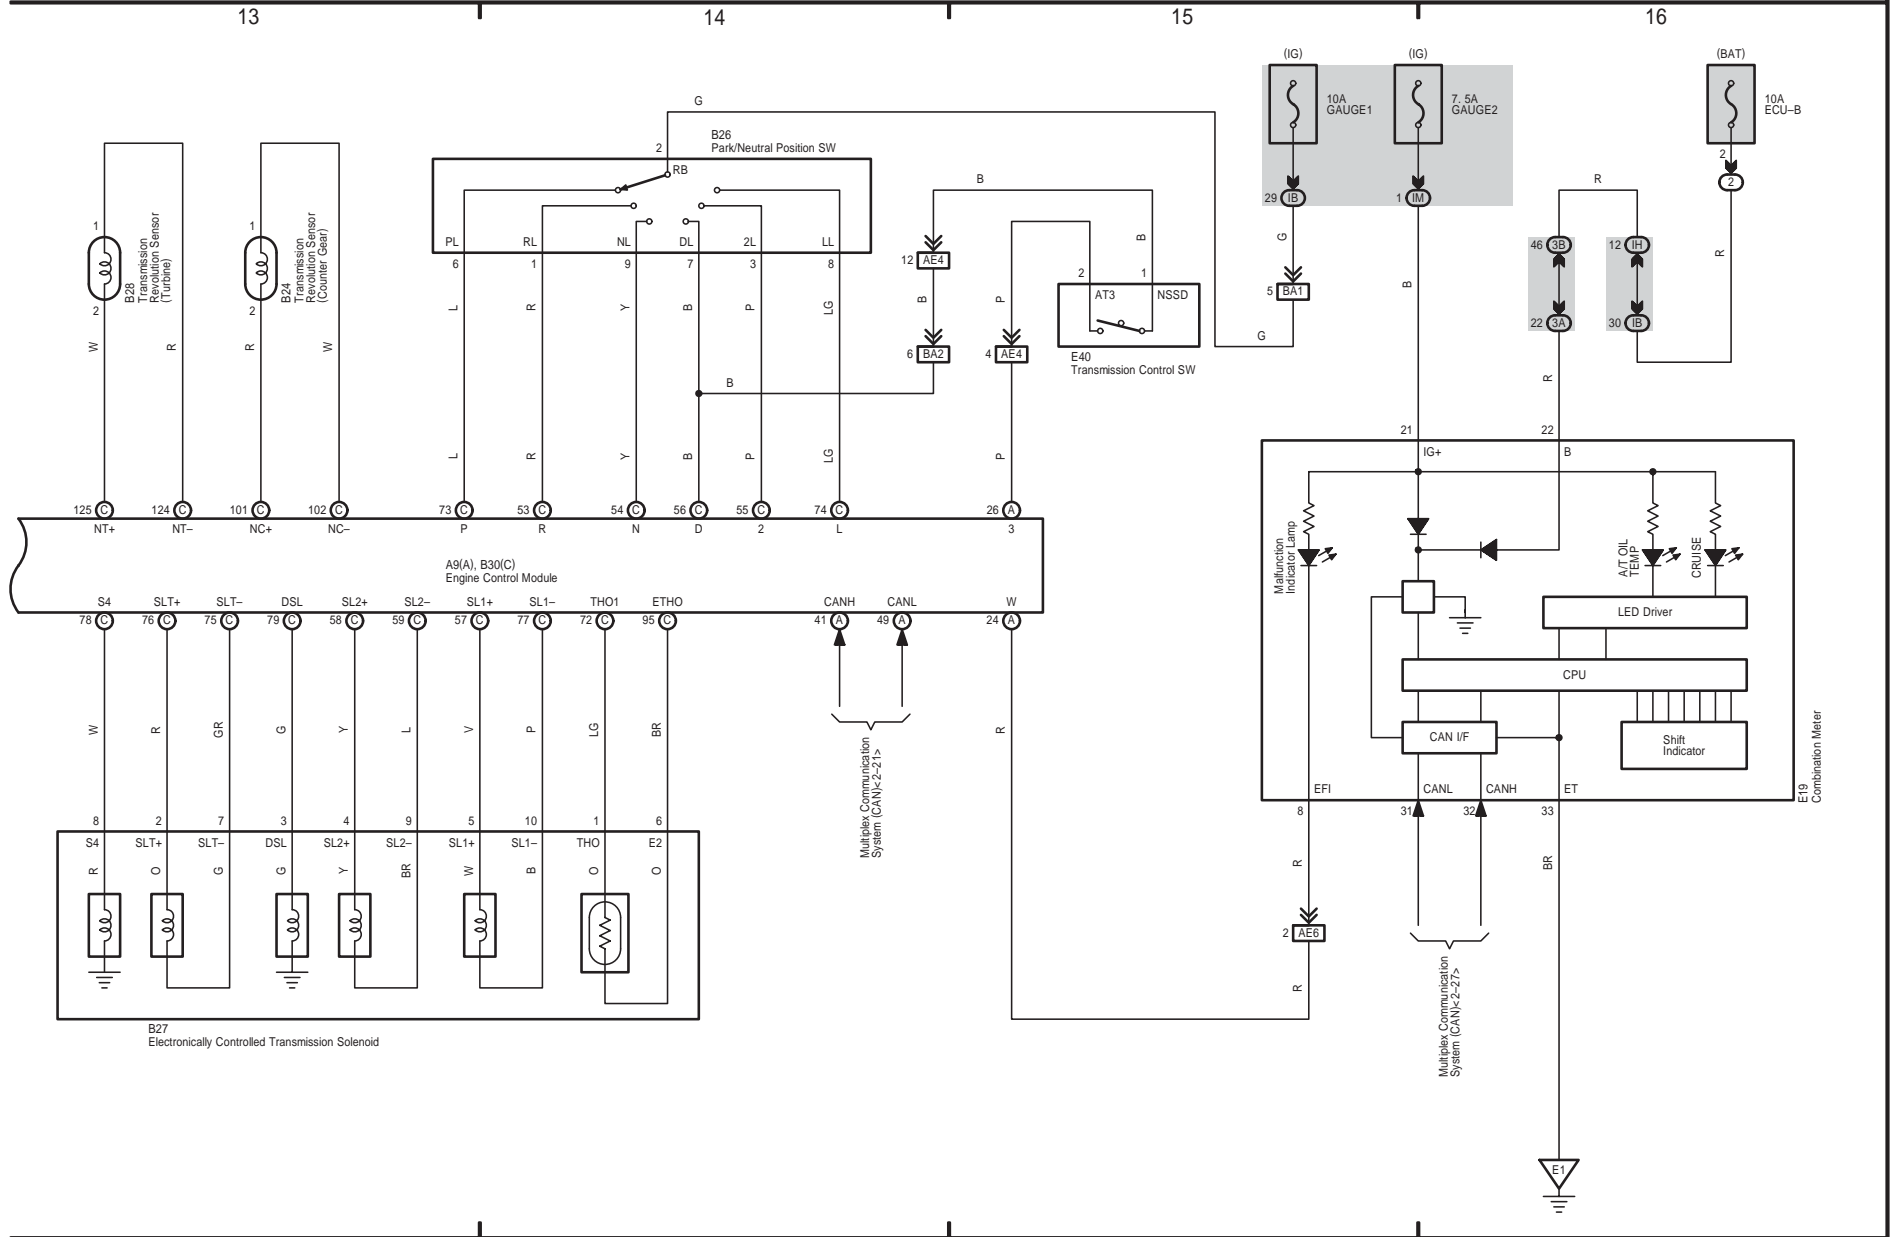 13
14
15
16
(IG)
(IG)
(BAT)
10A
GAUGE1
7. 5A
GAUGE2
10A
ECU–B
G
B26
Park/Neutral Position SW
2
RB
2
2
29 IB
1 IM
B
R
1
B28
Transmission
Revolution Sensor
(Turbine)
2
1
B24
Transmission
Revolution Sensor
(Counter Gear)
2
PL
RL
NL
DL
2L
LL
6
1
9
7
3
8
12 AE4
B
G
46 3B
12 IH
R
2
1
AT3
NSSD
5 BA1
B
W
R
R
W
L
R
Y
B
P
LG
B
P
22 3A
30 IB
G
6 BA2
4 AE4
E40
Transmission Control SW
B
R
L
R
Y
B
P
LG
P
21
22
IG+
B
125 C
124 C
101 C
102 C
73 C
53 C
54 C
56 C
55 C
74 C
26 A
NT+
NT–
NC+
NC–
P
R
N
D
2
L
3
A9(A), B30(C)
Engine Control Module
Malfunction
Indicator Lamp
A/T OIL
TEMP
CRUISE
S4
SLT+
SLT–
DSL
SL2+
SL2–
SL1+
SL1–
THO1
ETHO
CANH
CANL
W
78 C
76 C
75 C
79 C
58 C
59 C
57 C
77 C
72 C
95 C
41 A
49 A
24 A
LED Driver
CPU
W
R
GR
G
Y
L
V
P
LG
BR
R
CAN I/F
Shift
Indicator
Multiplex Communication
System (CAN)<2–21>
E19
Combination Meter
EFI
CANL
CANH
ET
8
31
32
33
8
2
7
3
4
9
5
10
1
6
S4
SLT+
SLT–
DSL
SL2+
SL2–
SL1+
SL1–
THO
E2
R
O
G
G
Y
BR
W
B
O
O
R
BR
2 AE6
R
Multiplex Communication
System (CAN)<2–27>
B27
Electronically Controlled Transmission Solenoid
E1